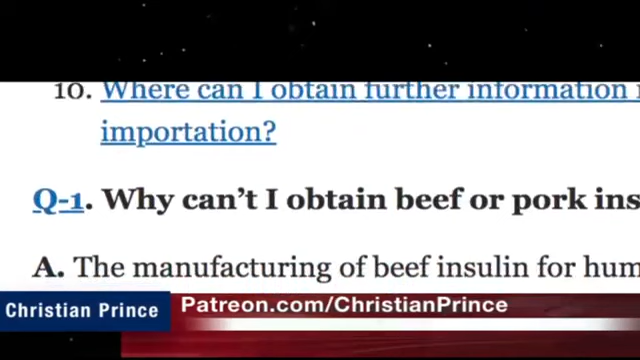 10. Where can I obtain further information
importation?
Q-1. Why can't I obtain beef or pork ins
A. The manufacturing of beef insulin for hum
Christian Prince
Patreon.com/ChristianPrince